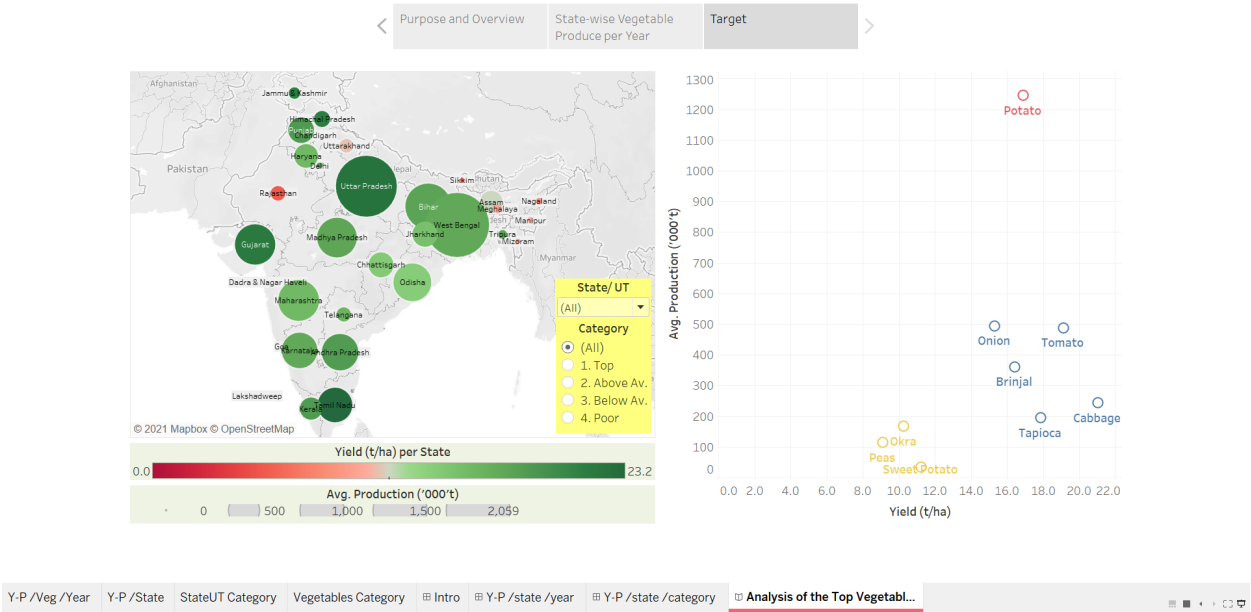 Purpose and Overview
State-wise Vegetable
Produce per Year
Target
Afghanistan
Jammu & Kashmir
Himachal Pradesh
Punjab
Chandigarh
Uttarakhand
Haryana
Delhi
Pakistan
Rajasthan
Uttar Pradesh
Nepal
Sikkim
Bhutan
Bihar
Assam
Nagaland
Meghalaya
Manipur
West Bengal
Jharkhand
Tripura
Mizoram
Madhya Pradesh
Gujarat
Myanmar
Chhattisgarh
Odisha
Dadra & Nagar Haveli
Maharashtra
Telangana
Goa
Karnataka
Andhra Pradesh
Lakshadweep
Kerala
Tamil Nadu
© 2021 Mapbox © OpenStreetMap
State/ UT
(All)
Category
(All)
1. Top
2. Above Av.
3. Below Av.
4. Poor
Yield (t/ha) per State
0.0
23.2
Avg. Production ('000't)
0 500 1,000 1,500 2,059
Avg. Production ('000't)
1300
1200
1100
1000
900
800
700
600
500
400
300
200
100
0
Potato
Onion
Tomato
Brinjal
Cabbage
Tapioca
Okra
Peas
Sweet Potato
0.0 2.0 4.0 6.0 8.0 10.0 12.0 14.0 16.0 18.0 20.0 22.0
Yield (t/ha)
Y-P /Veg /Year
Y-P /State
StateUT Category
Vegetables Category
Intro
Y-P /state /year
Y-P /state /category
Analysis of the Top Vegetabl...